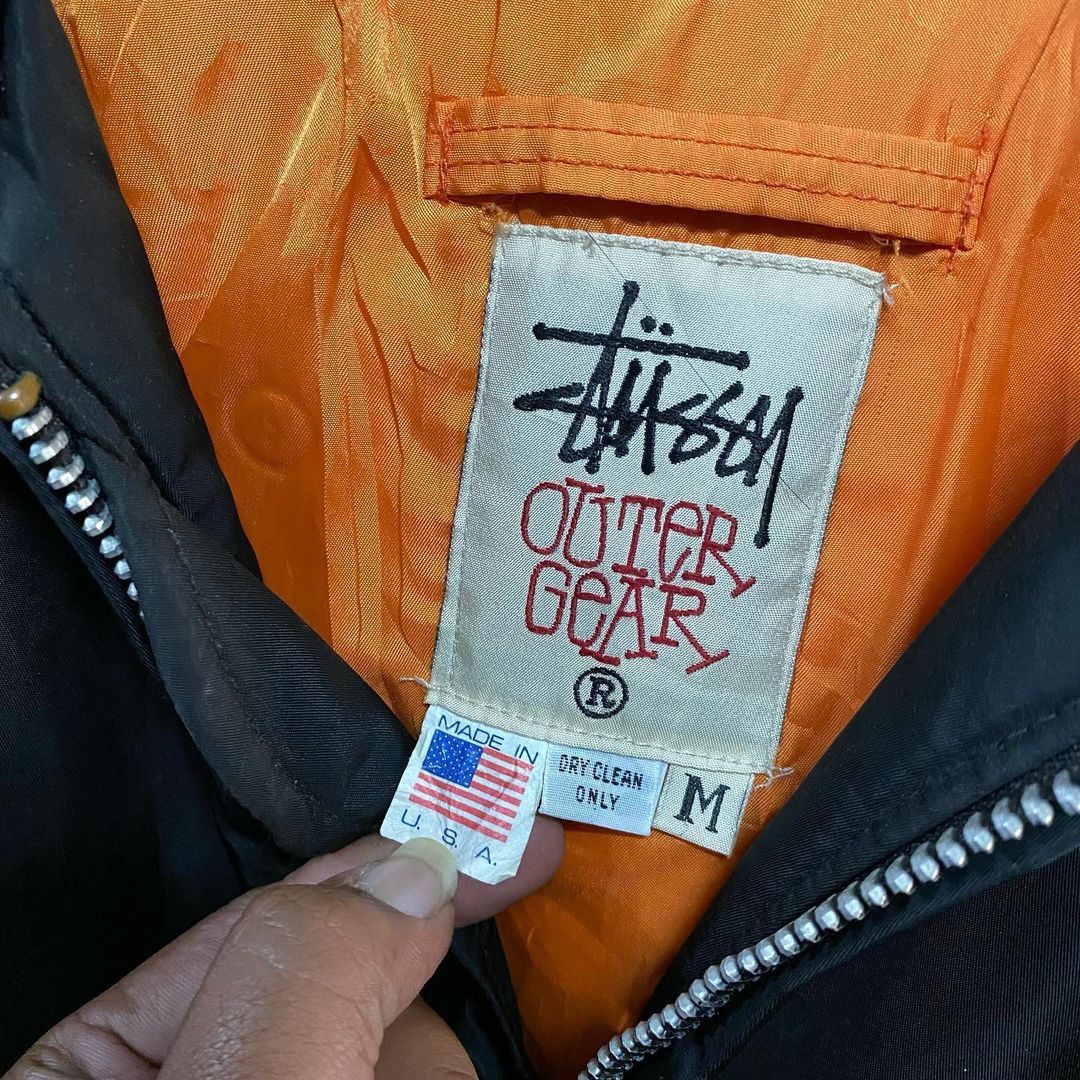 Stüssy
OUTER
GEAR
®
MADE IN
U. S. A.
DRY CLEAN
ONLY
M